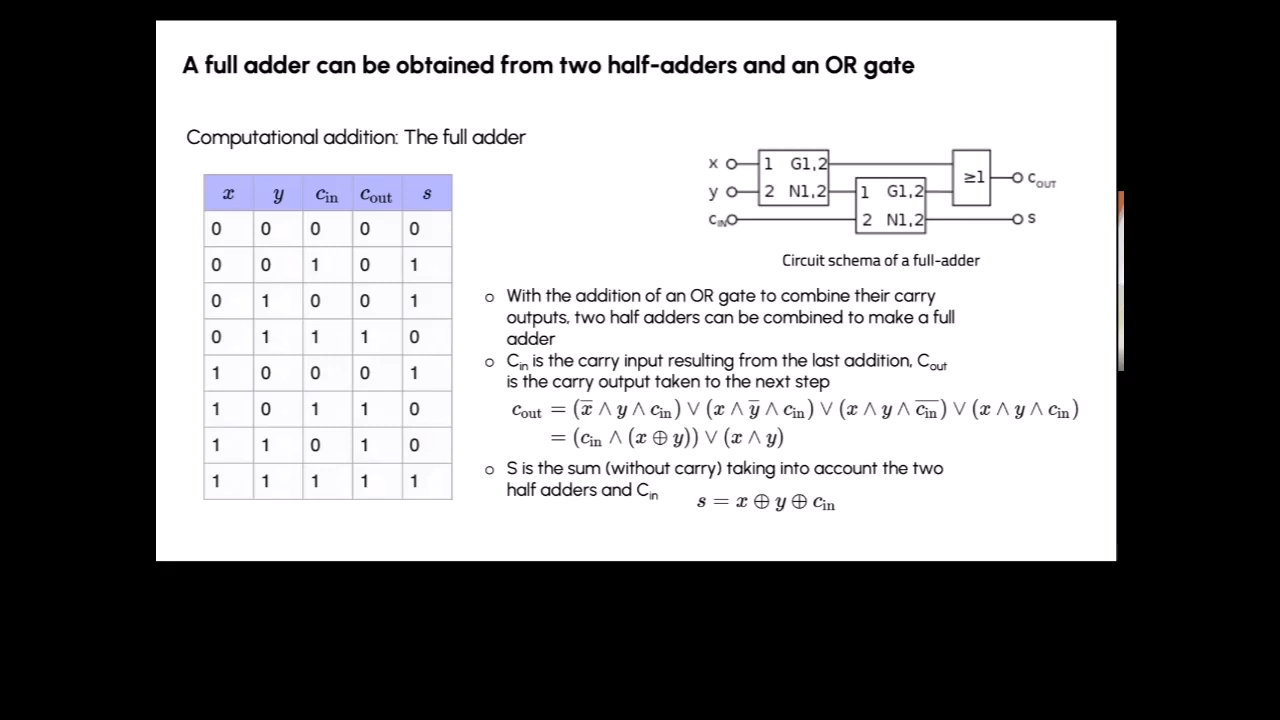 A full adder can be obtained from two half-adders and an OR gate
Computational addition: The full adder
x y c_in c_out s
0 0 0 0 0
0 0 1 0 1
0 1 0 0 1
0 1 1 1 0
1 0 0 0 1
1 0 1 1 0
1 1 0 1 0
1 1 1 1 1
x 1 G1,2 ≥1 C_OUT
y 2 N1,2 1 G1,2
C_IN 2 N1,2 S
Circuit schema of a full-adder
o With the addition of an OR gate to combine their carry
outputs, two half adders can be combined to make a full
adder
o C_in is the carry input resulting from the last addition, C_out
is the carry output taken to the next step
c_out = (x̅ ∧ y ∧ c_in) ∨ (x ∧ y̅ ∧ c_in) ∨ (x ∧ y ∧ c̅_i̅n̅) ∨ (x ∧ y ∧ c_in)
= (c_in ∧ (x ⊕ y)) ∨ (x ∧ y)
o S is the sum (without carry) taking into account the two
half adders and C_in
s = x ⊕ y ⊕ c_in